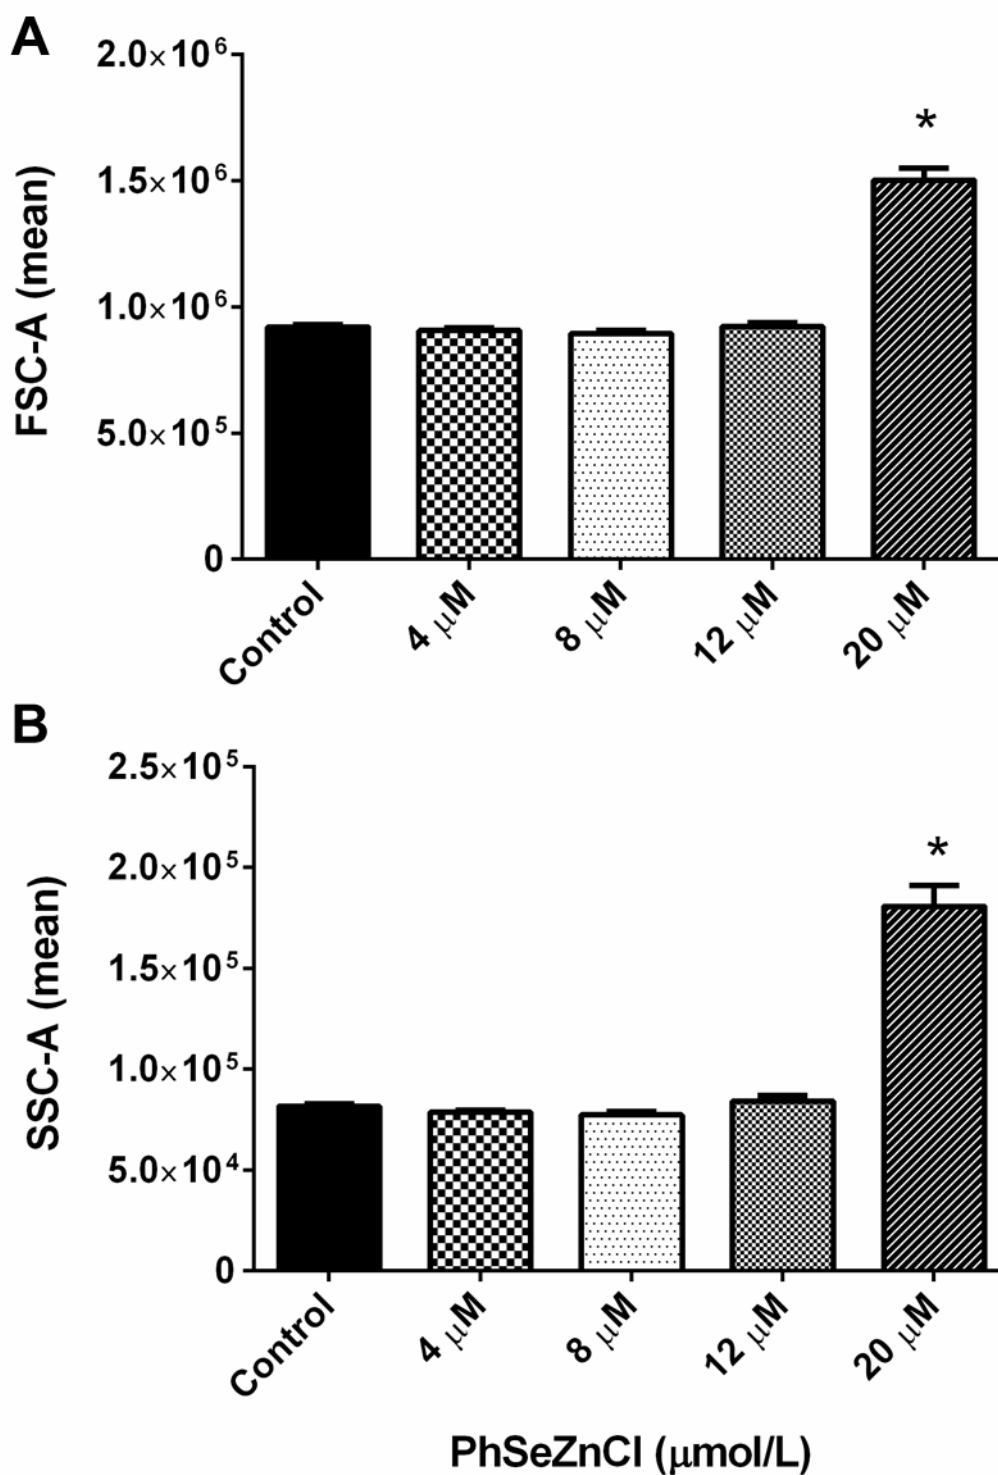 A
2.0×10⁶
1.5×10⁶
1.0×10⁶
5.0×10⁵
0
FSC-A (mean)
*
Control
4 μM
8 μM
12 μM
20 μM
B
2.5×10⁵
2.0×10⁵
1.5×10⁵
1.0×10⁵
5.0×10⁴
0
SSC-A (mean)
*
Control
4 μM
8 μM
12 μM
20 μM
PhSeZnCl (μmol/L)